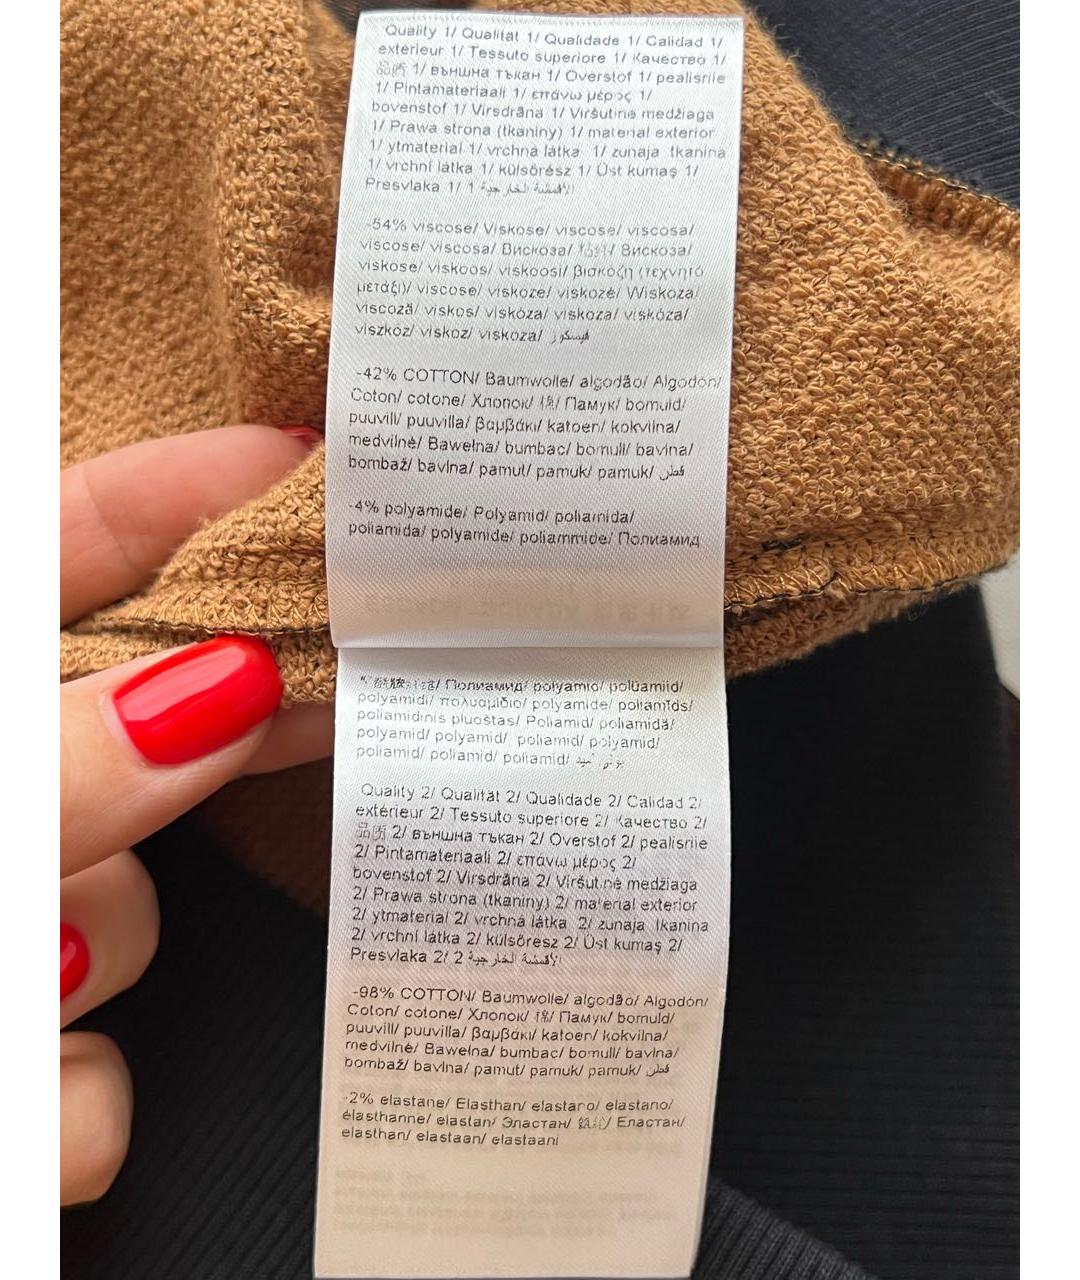 Quality 1/ Qualität 1/ Qualidade 1/ Calidad 1/
extérieur 1/ Tessuto superiore 1/ Качество 1/
品质 1/ външна тъкан 1/ Overstof 1/ pealisriie
1/ Pintamateriaali 1/ επάνω μέρος 1/
bovenstof 1/ Virsdrāna 1/ Viršutinė medžiaga
1/ Prawa strona (tkaniny) 1/ material exterior
1/ ytmaterial 1/ vrchná látka 1/ zunaja tkanina
1/ vrchní látka 1/ külsőrész 1/ Üst kumaş 1/
Presvlaka 1/ 1 الأقمشة الخارجية
-54% viscose/ Viskose/ viscose/ viscosa/
viscose/ viscosa/ Вискоза/ 粘纤/ Вискоза/
viskose/ viskoos/ viskoosi/ βισκόζη (τεχνητό
μετάξι)/ viscose/ viskoze/ viskozė/ Wiskoza/
viscoză/ viskos/ viskóza/ viskoza/ viskóza/
viszkóz/ viskoz/ viskoza/ فيسكوز
-42% COTTON/ Baumwolle/ algodão/ Algodón/
Coton/ cotone/ Хлопок/ 棉/ Памук/ bomuld/
puuvill/ puuvilla/ βαμβάκι/ katoen/ kokvilna/
medvilnė/ Bawełna/ bumbac/ bomull/ bavlna/
bombaž/ bavlna/ pamut/ pamuk/ pamuk/ قطن
-4% polyamide/ Polyamid/ poliamida/
poliamida/ polyamide/ poliammide/ Полиамид
Полиамид/ polyamid/ polüamiid/
polyamidi/ πολυαμίδιο/ polyamide/ poliamīds/
poliamidinis pluoštas/ Poliamid/ poliamidă/
polyamid/ polyamid/ poliamid/ polyamid/
poliamid/ poliamid/ poliamid/
Quality 2/ Qualität 2/ Qualidade 2/ Calidad 2/
extérieur 2/ Tessuto superiore 2/ Качество 2/
品质 2/ външна тъкан 2/ Overstof 2/ pealisriie
2/ Pintamateriaali 2/ επάνω μέρος 2/
bovenstof 2/ Virsdrāna 2/ Viršutinė medžiaga
2/ Prawa strona (tkaniny) 2/ material exterior
2/ ytmaterial 2/ vrchná látka 2/ zunaja tkanina
2/ vrchní látka 2/ külsőrész 2/ Üst kumaş 2/
Presvlaka 2/ 2 الأقمشة الخارجية
-98% COTTON/ Baumwolle/ algodão/ Algodón/
Coton/ cotone/ Хлопок/ 棉/ Памук/ bomuld/
puuvill/ puuvilla/ βαμβάκι/ katoen/ kokvilna/
medvilnė/ Bawełna/ bumbac/ bomull/ bavlna/
bombaž/ bavlna/ pamut/ pamuk/ pamuk/ قطن
-2% elastane/ Elasthan/ elastano/ elastano/
élasthanne/ elastan/ Эластан/ 氨纶/ Еластан/
elasthan/ elastaan/ elastaani